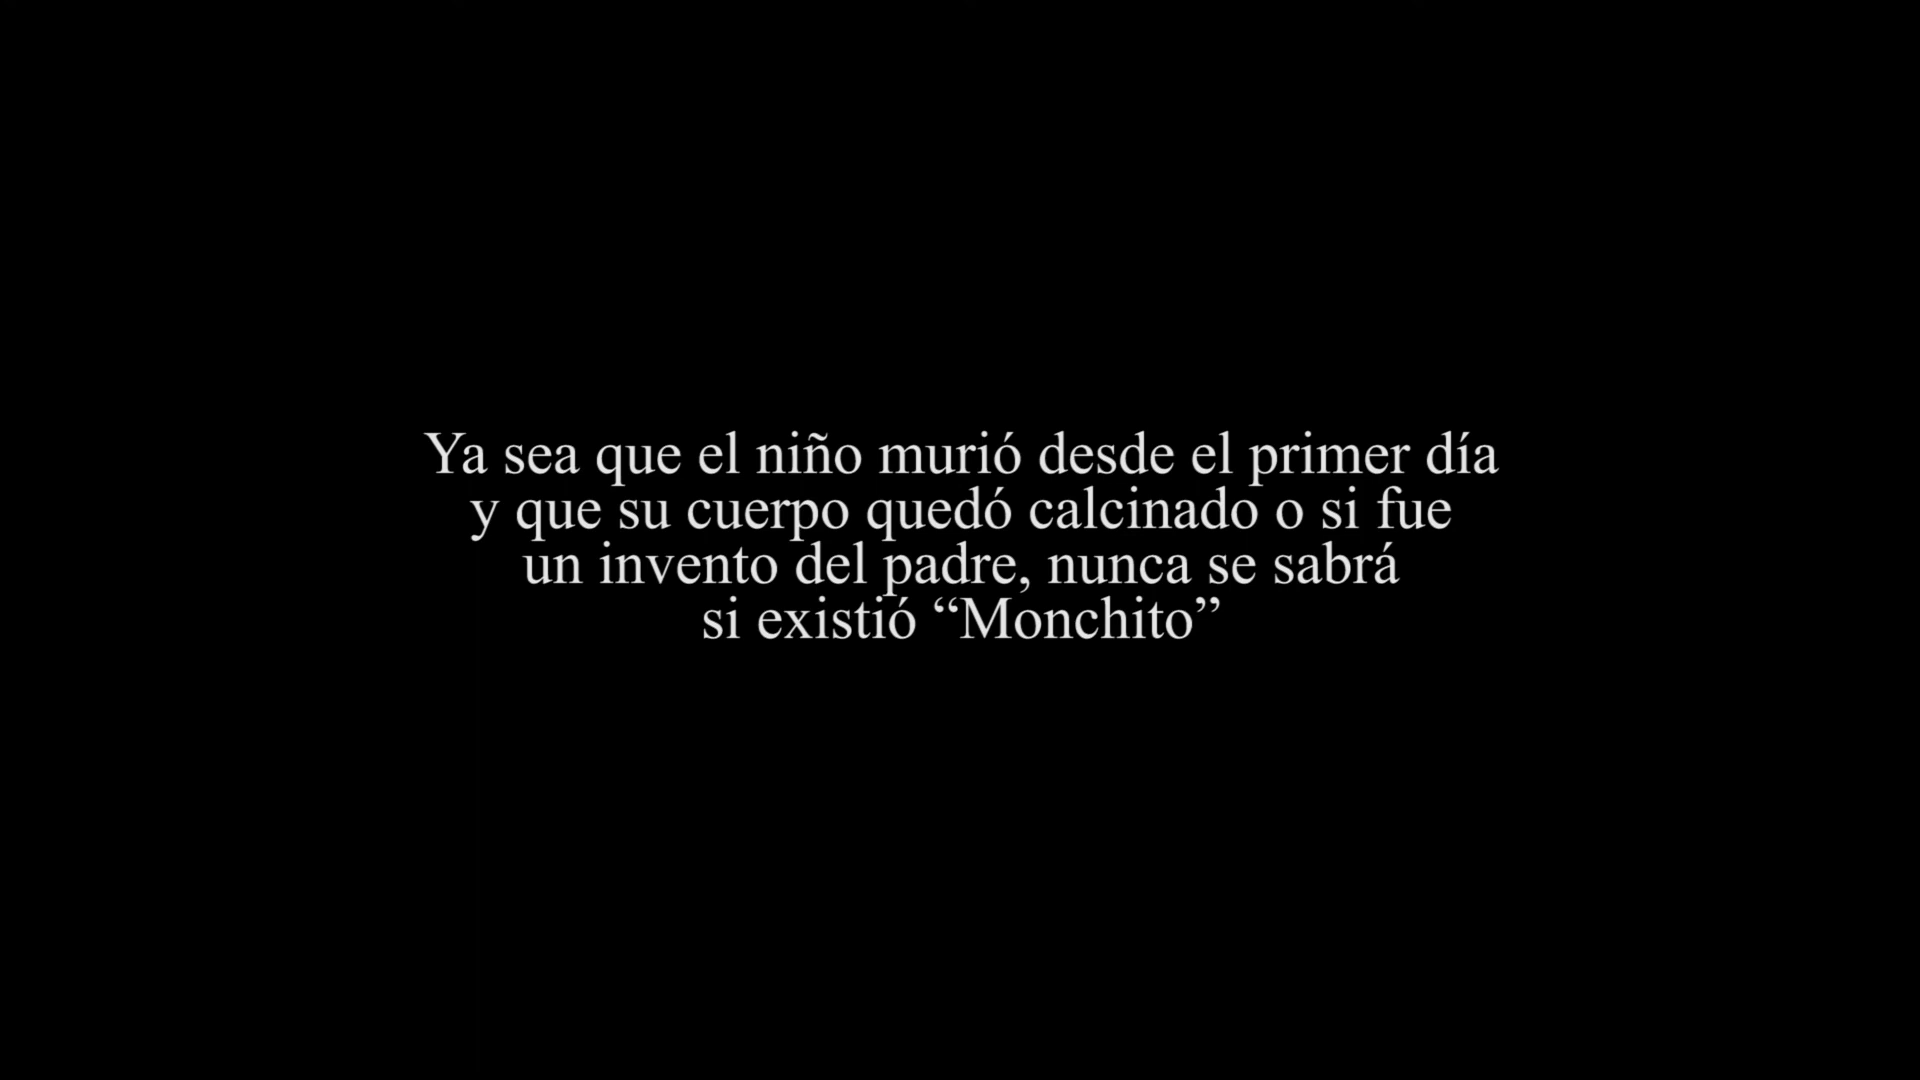 Ya sea que el niño murió desde el primer día
y que su cuerpo quedó calcinado o si fue
un invento del padre, nunca se sabrá
si existió “Monchito”